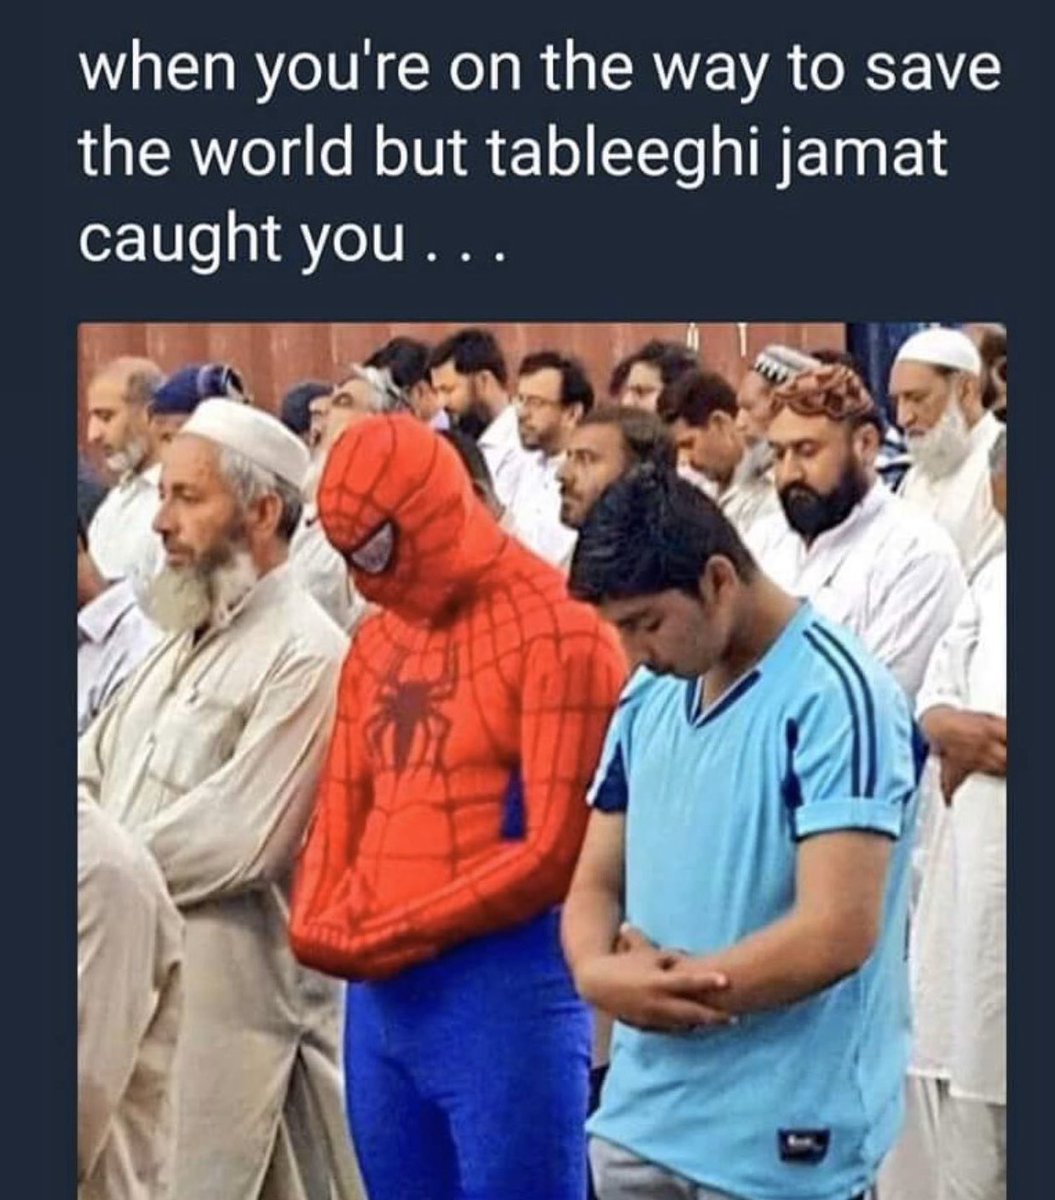 when you're on the way to save
the world but tableeghi jamat
caught you . . .